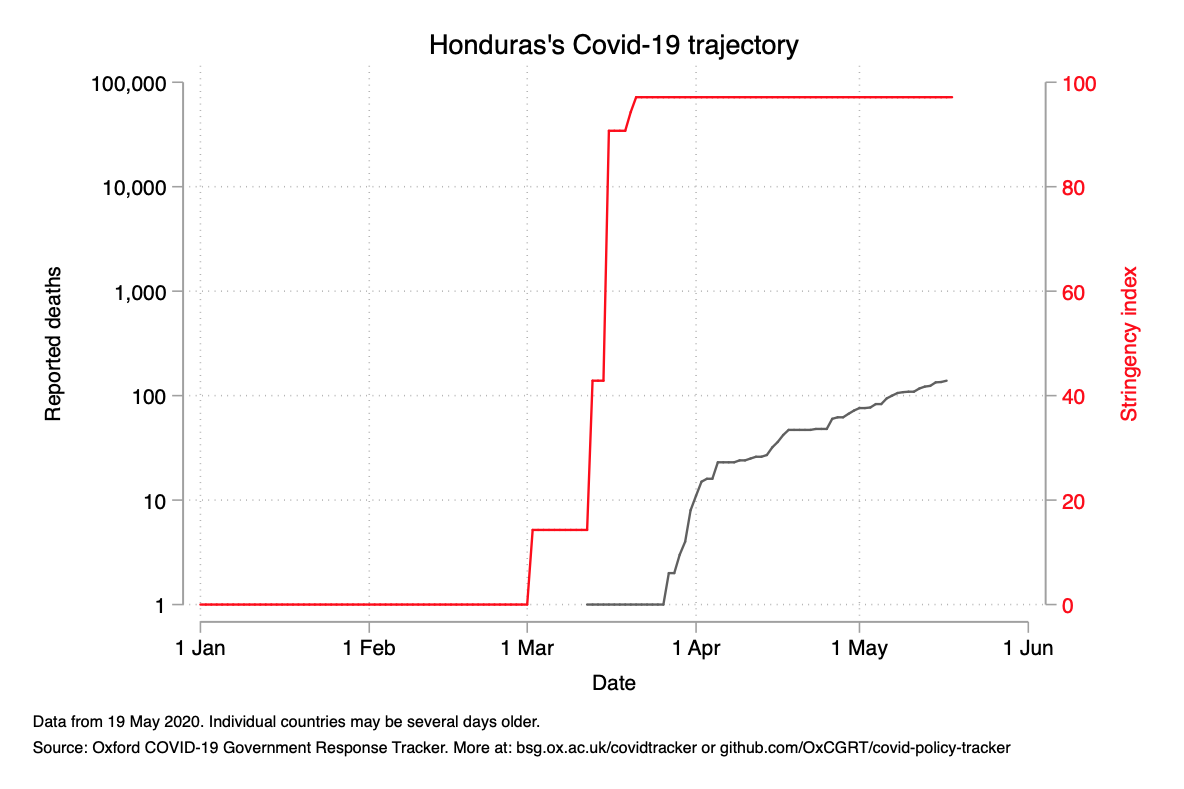 Honduras's Covid-19 trajectory
100,000
10,000
1,000
100
10
1
Reported deaths
100
80
60
40
20
0
Stringency index
1 Jan
1 Feb
1 Mar
1 Apr
1 May
1 Jun
Date
Data from 19 May 2020. Individual countries may be several days older.
Source: Oxford COVID-19 Government Response Tracker. More at: bsg.ox.ac.uk/covidtracker or github.com/OxCGRT/covid-policy-tracker